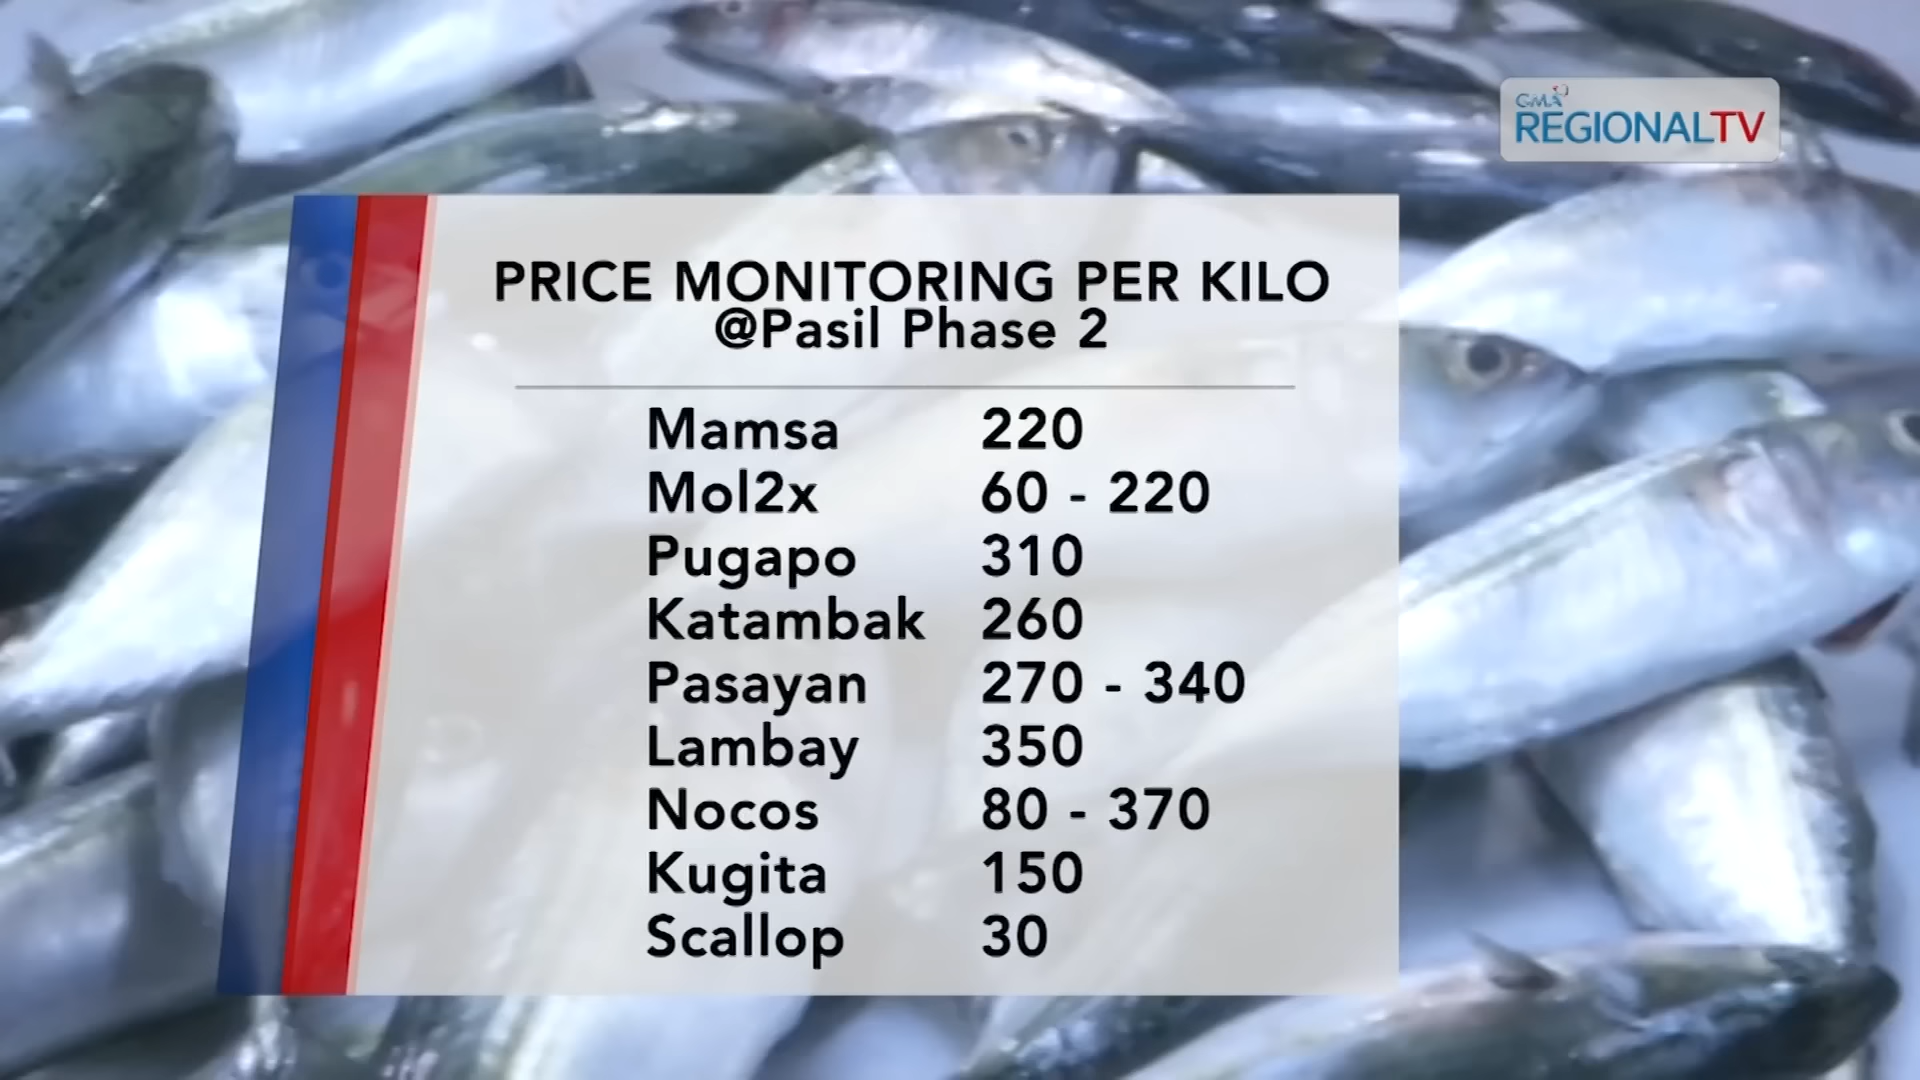 GMA
REGIONALTV
PRICE MONITORING PER KILO
@Pasil Phase 2
Mamsa 220
Mol2x 60 - 220
Pugapo 310
Katambak 260
Pasayan 270 - 340
Lambay 350
Nocos 80 - 370
Kugita 150
Scallop 30